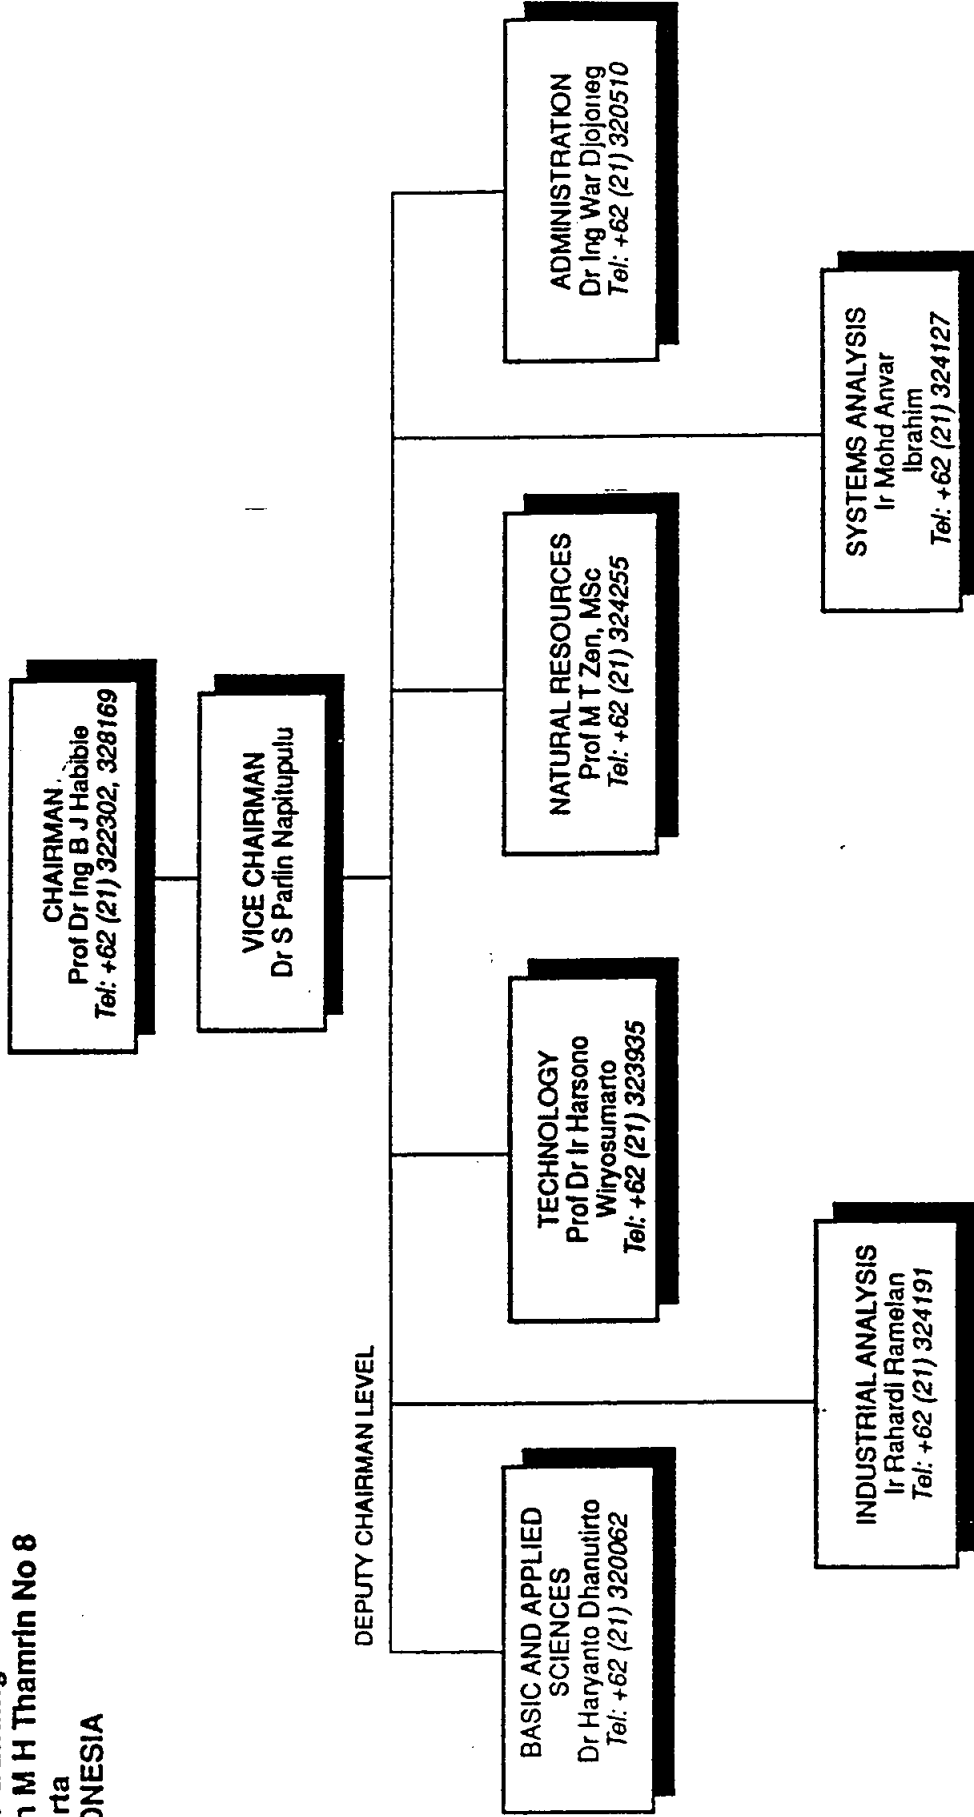 n M H Thamrin No 8
rta
ONESIA
CHAIRMAN
Prof Dr Ing B J Habibie
Tel: +62 (21) 322302, 328169
VICE CHAIRMAN
Dr S Parlin Napitupulu
DEPUTY CHAIRMAN LEVEL
BASIC AND APPLIED
SCIENCES
Dr Haryanto Dhanutirto
Tel: +62 (21) 320062
TECHNOLOGY
Prof Dr Ir Harsono
Wiryosumarto
Tel: +62 (21) 323935
NATURAL RESOURCES
Prof M T Zen, MSc
Tel: +62 (21) 324255
ADMINISTRATION
Dr Ing War Djojoneg
Tel: +62 (21) 320510
INDUSTRIAL ANALYSIS
Ir Rahardi Ramelan
Tel: +62 (21) 324191
SYSTEMS ANALYSIS
Ir Mohd Anvar
Ibrahim
Tel: +62 (21) 324127